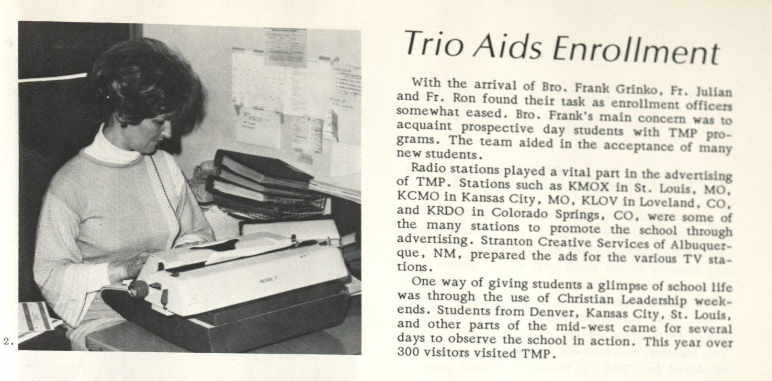 Trio Aids Enrollment
With the arrival of Bro. Frank Grinko, Fr. Julian
and Fr. Ron found their task as enrollment officers
somewhat eased. Bro. Frank's main concern was to
acquaint prospective day students with TMP pro-
grams. The team aided in the acceptance of many
new students.
Radio stations played a vital part in the advertising
of TMP. Stations such as KMOX in St. Louis, MO,
KCMO in Kansas City, MO, KLOV in Loveland, CO,
and KRDO in Colorado Springs, CO, were some of
the many stations to promote the school through
advertising. Stranton Creative Services of Albuquer-
que, NM, prepared the ads for the various TV sta-
tions.
One way of giving students a glimpse of school life
was through the use of Christian Leadership week-
ends. Students from Denver, Kansas City, St. Louis,
and other parts of the mid-west came for several
days to observe the school in action. This year over
300 visitors visited TMP.
2.